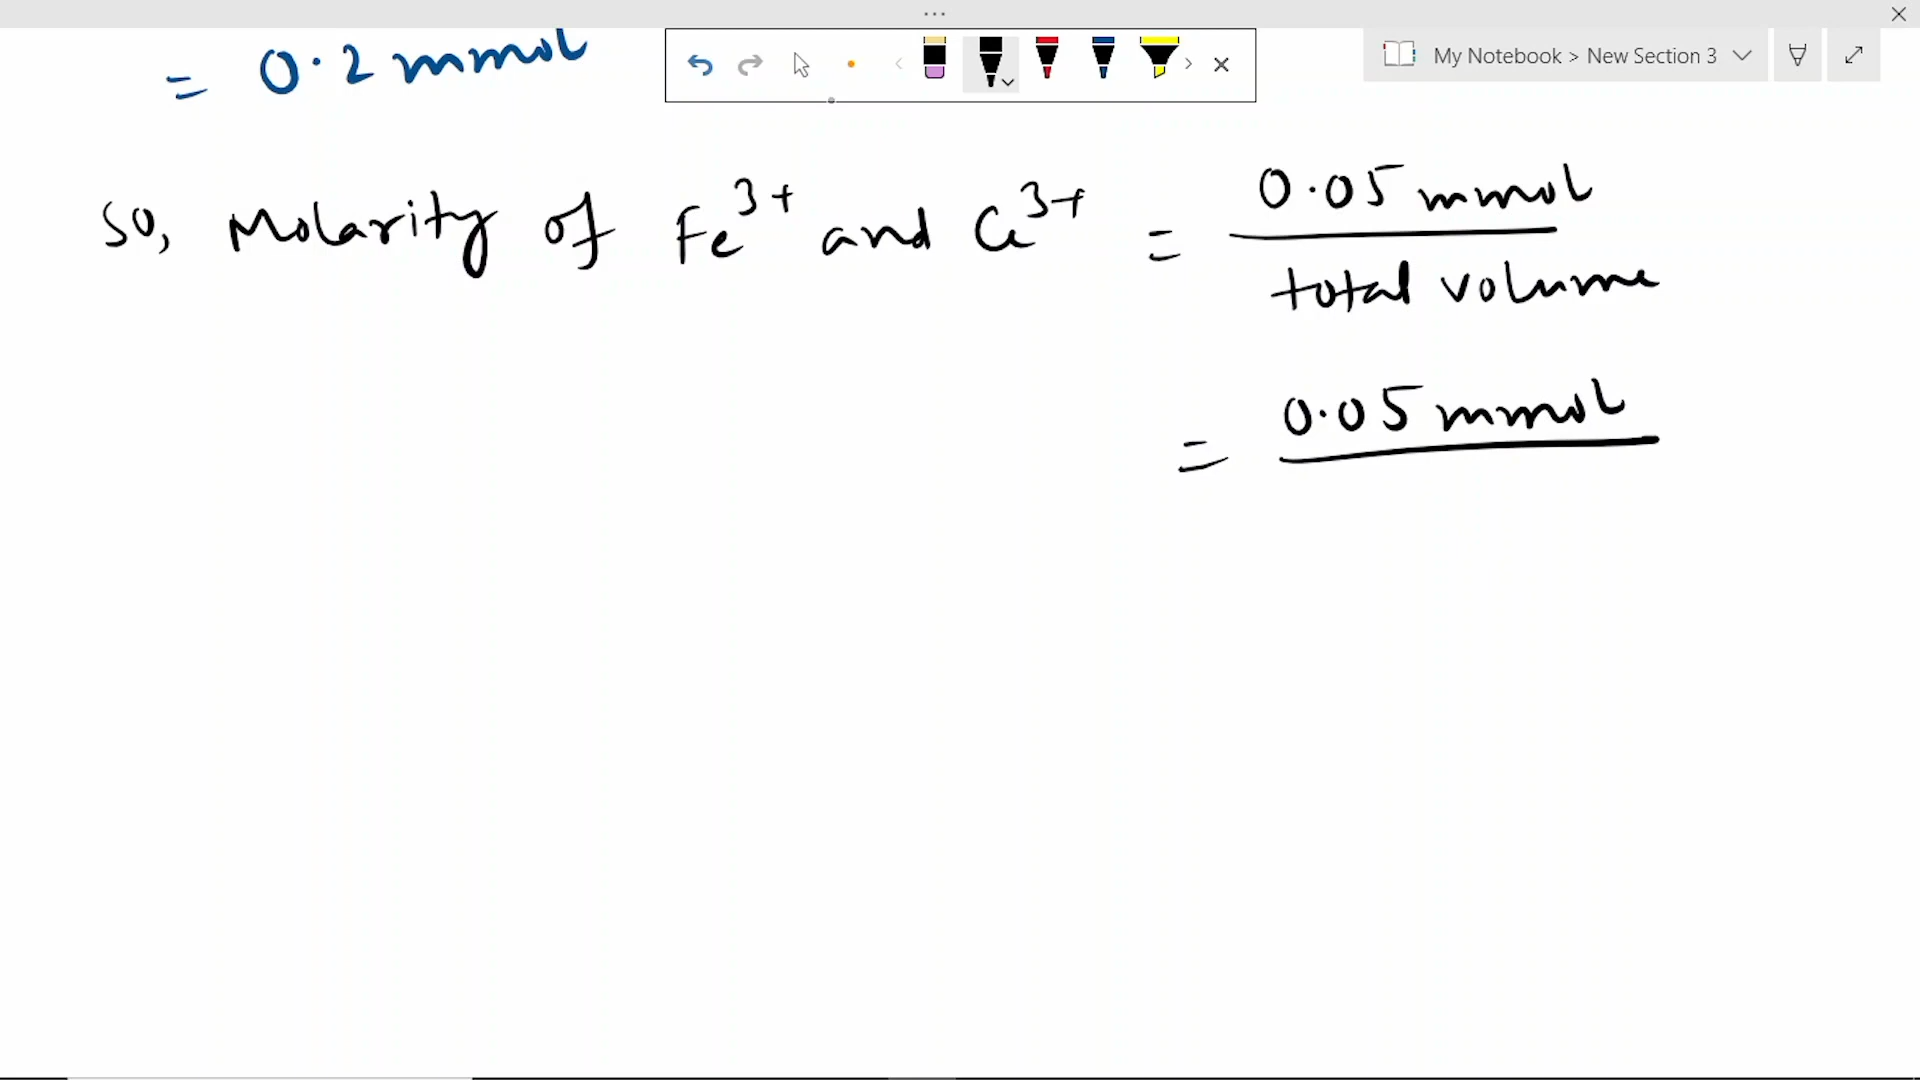 ...
My Notebook > New Section 3
= 0.2 mmol
So, Molarity of Fe³⁺ and Ce³⁺ = 0.05 mmol
total volume
= 0.05 mmol